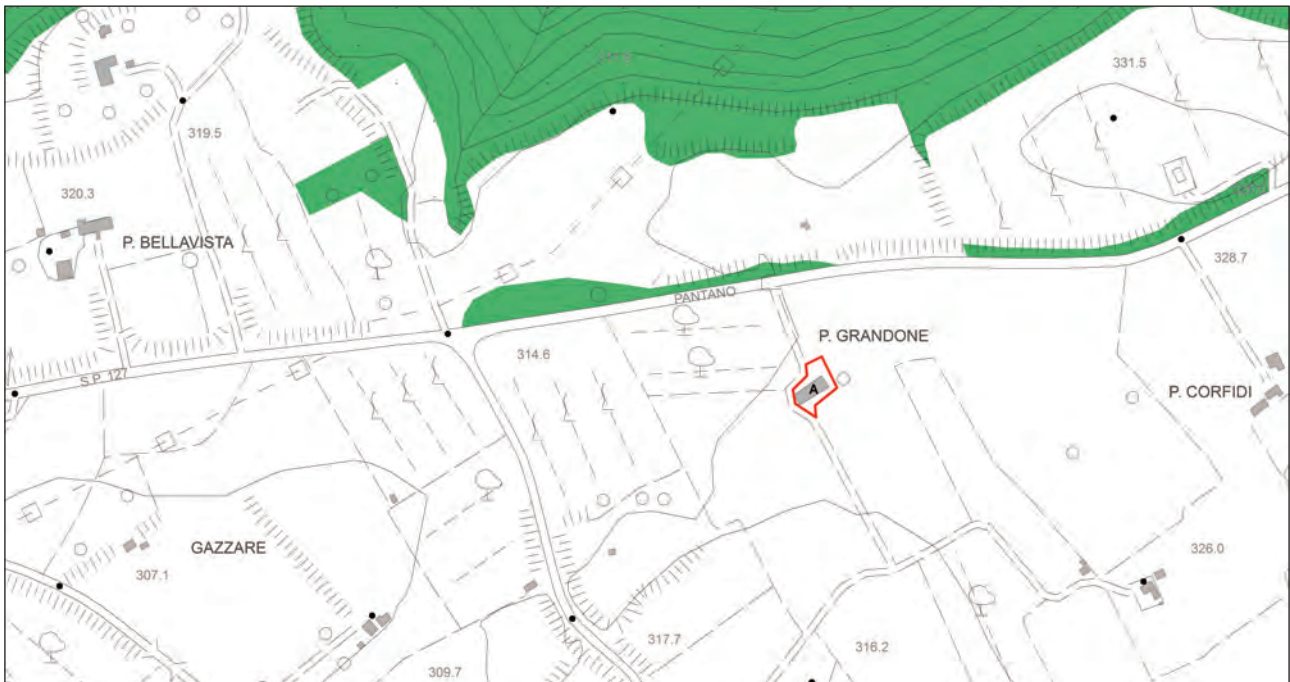 331.5
319.5
320.3
P. BELLAVISTA
328.7
PANTANO
P. GRANDONE
314.6
S.P. 127
A
P. CORFIDI
GAZZARE
326.0
307.1
317.7
316.2
309.7